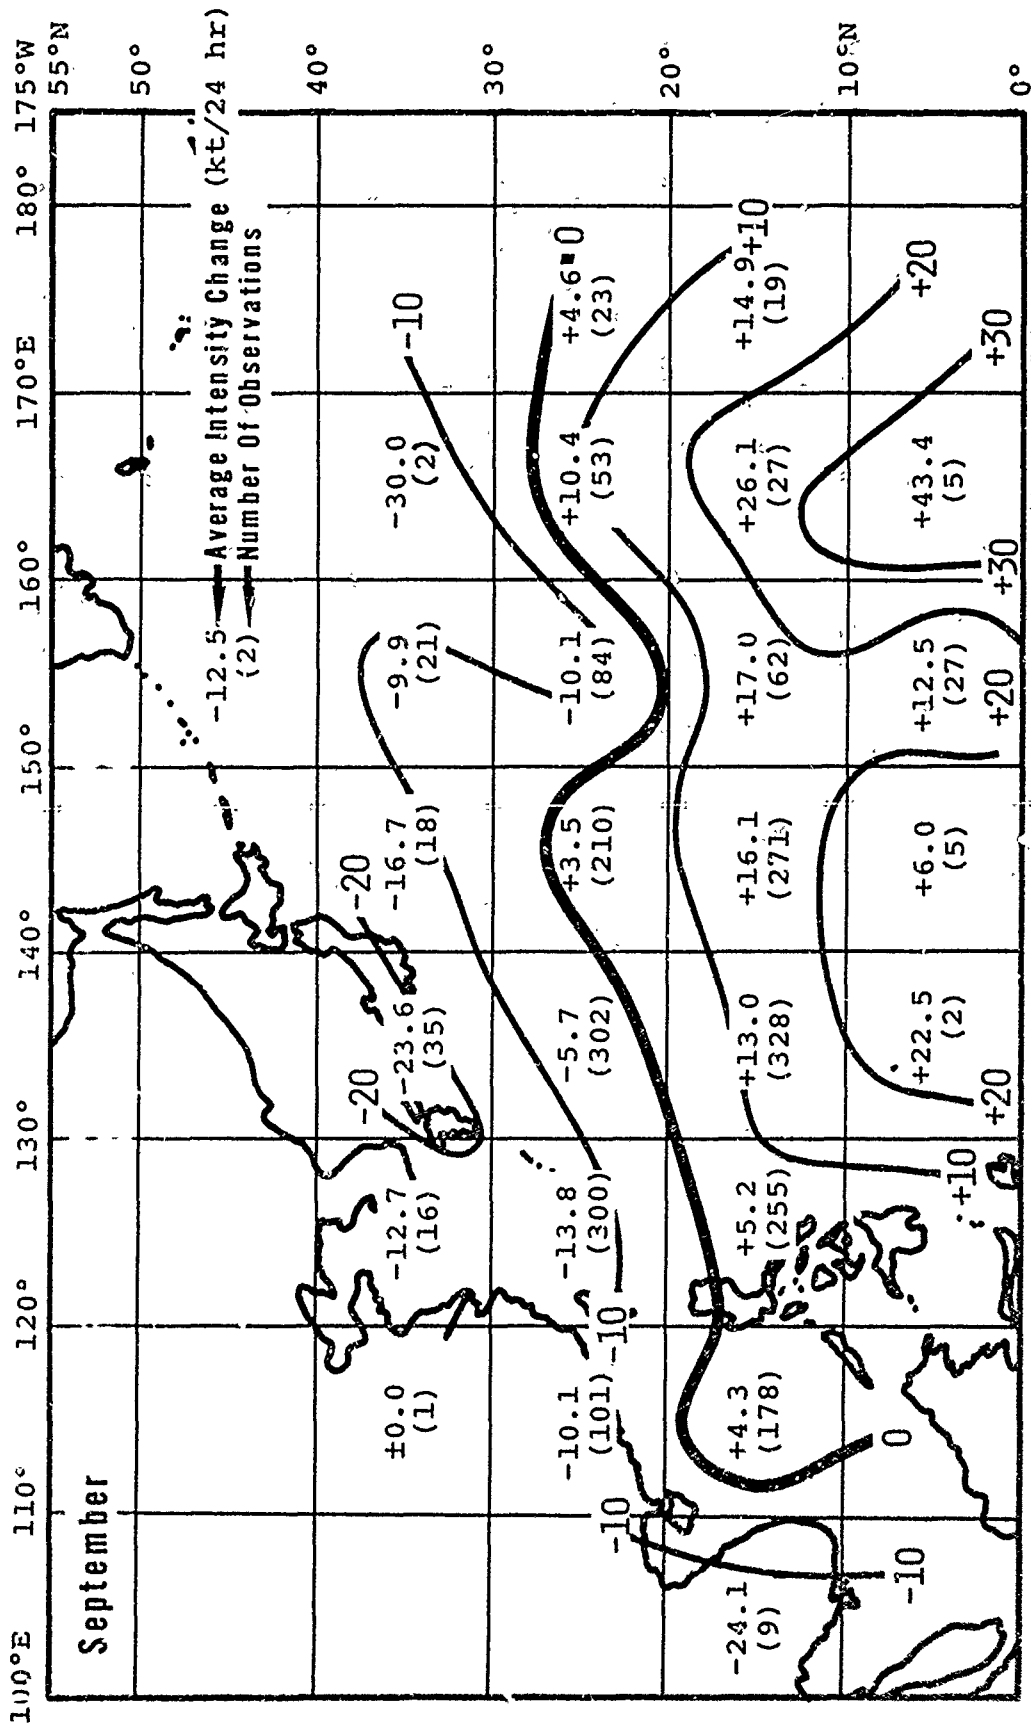 100°E 110° 120° 130° 140° 150° 160° 170°E 180° 175°W
September
55°N
50°
-12.5 Average Intensity Change (kt/24 hr)
(2) Number Of Observations
40°
-20 -20 -10
±0.0 -12.7 -23.6 -16.7 -9.9 -30.0
(1) (16) (35) (18) (21) (2)
30°
-10.1 -13.8 -5.7 +3.5 -10.1 +10.4 +4.6 0
(101) (300) (302) (210) (84) (53) (23)
-10 -10
20°
-24.1 +4.3 +5.2 +13.0 +16.1 +17.0 +26.1 +14.9 +10
(9) (178) (255) (328) (271) (62) (27) (19)
10°N
-10 0 +20
+22.5 +6.0 +12.5 +43.4
(2) (5) (27) (5)
+10 +20 +20 +30 +30
0°